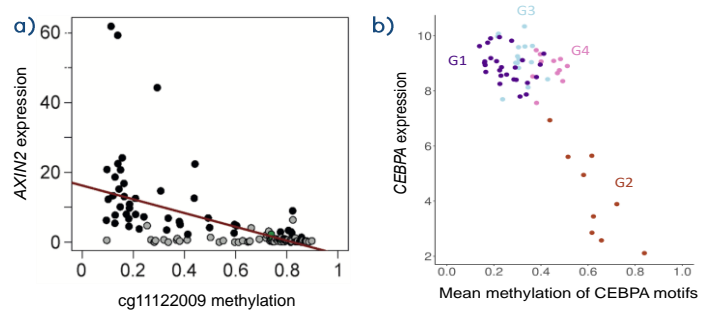 a)
AXIN2 expression
60
40
20
0
0 0.2 0.4 0.6 0.8 1
cg11122009 methylation
b)
CEBPA expression
10
8
6
4
2
G3
G1
G4
G2
0.0 0.2 0.4 0.6 0.8 1.0
Mean methylation of CEBPA motifs